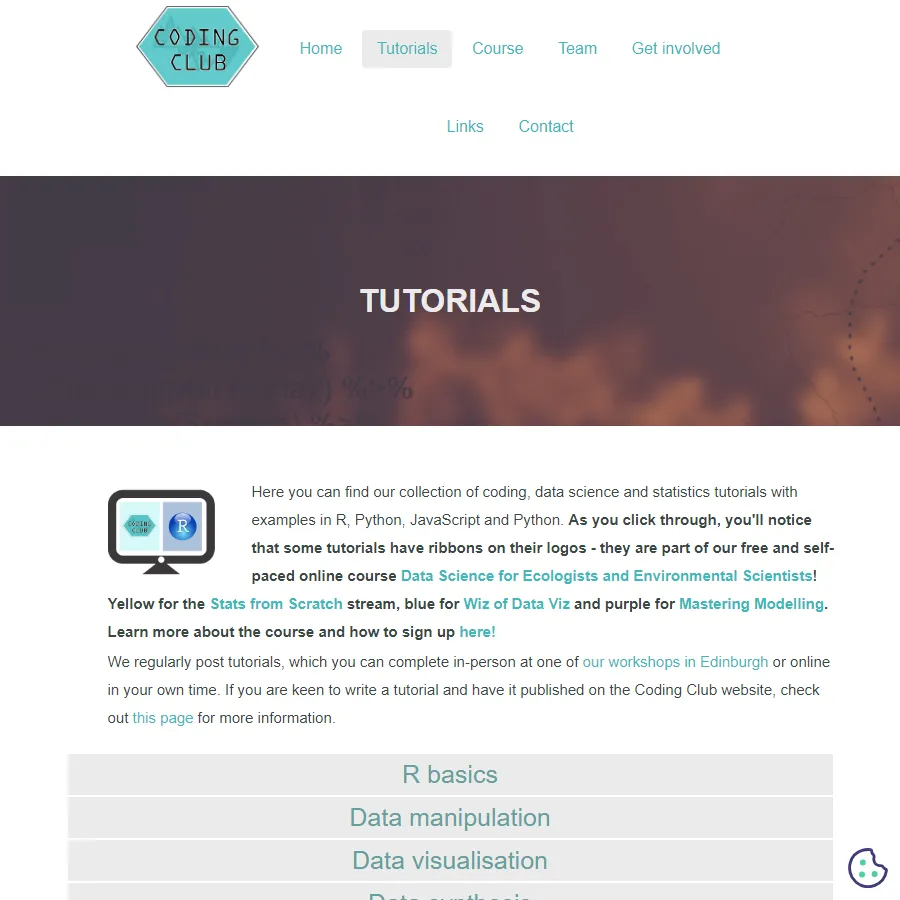 CODING
CLUB
Home
Tutorials
Course
Team
Get involved
Links
Contact
TUTORIALS
Here you can find our collection of coding, data science and statistics tutorials with
examples in R, Python, JavaScript and Python. As you click through, you'll notice
that some tutorials have ribbons on their logos - they are part of our free and self-
paced online course Data Science for Ecologists and Environmental Scientists!
Yellow for the Stats from Scratch stream, blue for Wiz of Data Viz and purple for Mastering Modelling.
Learn more about the course and how to sign up here!
CODING
CLUB
R
We regularly post tutorials, which you can complete in-person at one of our workshops in Edinburgh or online
in your own time. If you are keen to write a tutorial and have it published on the Coding Club website, check
out this page for more information.
R basics
Data manipulation
Data visualisation
Data synthesis